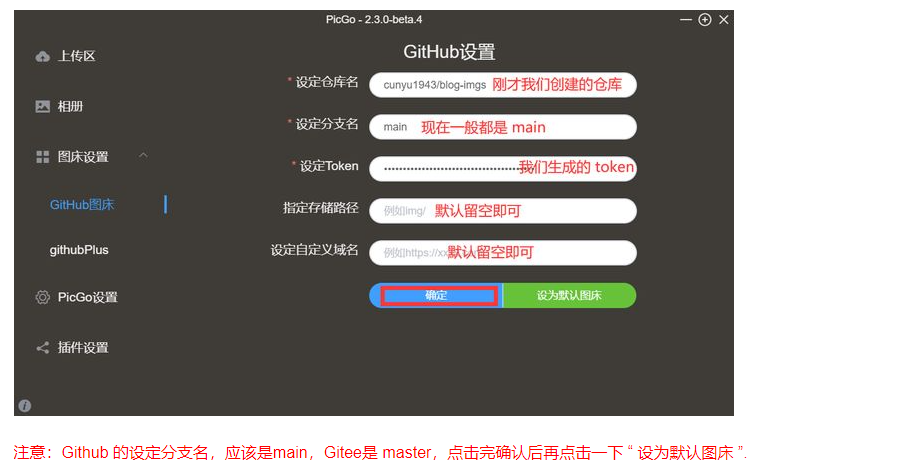 PicGo - 2.3.0-beta.4
GitHub设置
上传区
相册
图床设置
GitHub图床
githubPlus
PicGo设置
插件设置
* 设定仓库名 cunyu1943/blog-imgs 刚才我们创建的仓库
* 设定分支名 main 现在一般都是 main
* 设定Token 我们生成的 token
指定存储路径 例如img/ 默认留空即可
设定自定义域名 例如https://xx 默认留空即可
确定 设为默认图床
注意：Github 的设定分支名，应该是main，Gitee是 master，点击完确认后再点击一下 “ 设为默认图床 ”.